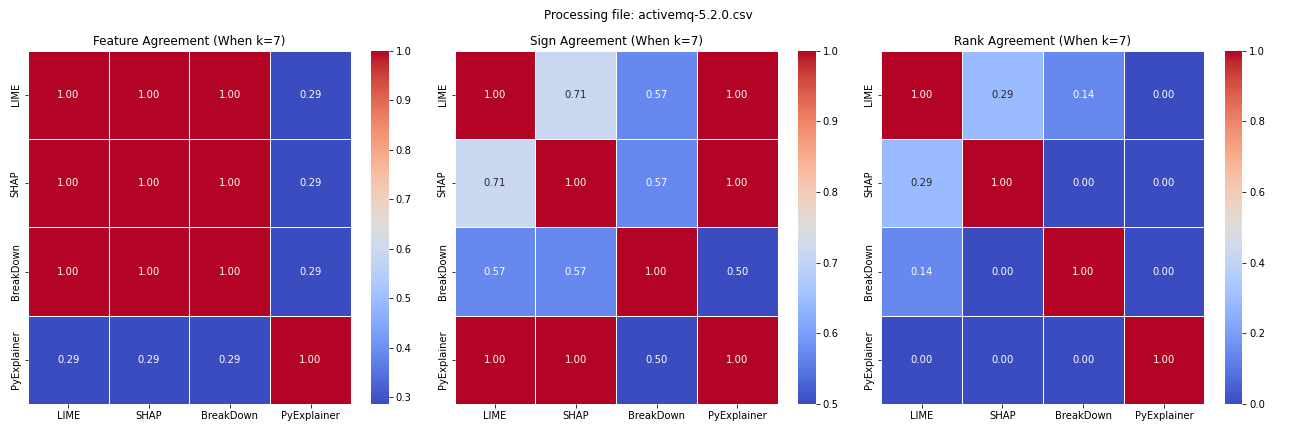 Processing file: activemq-5.2.0.csv
Feature Agreement (When k=7)
LIME 1.00 1.00 1.00 0.29
SHAP 1.00 1.00 1.00 0.29
BreakDown 1.00 1.00 1.00 0.29
PyExplainer 0.29 0.29 0.29 1.00
LIME SHAP BreakDown PyExplainer
1.0
0.9
0.8
0.7
0.6
0.5
0.4
0.3
Sign Agreement (When k=7)
LIME 1.00 0.71 0.57 1.00
SHAP 0.71 1.00 0.57 1.00
BreakDown 0.57 0.57 1.00 0.50
PyExplainer 1.00 1.00 0.50 1.00
LIME SHAP BreakDown PyExplainer
1.0
0.9
0.8
0.7
0.6
0.5
Rank Agreement (When k=7)
LIME 1.00 0.29 0.14 0.00
SHAP 0.29 1.00 0.00 0.00
BreakDown 0.14 0.00 1.00 0.00
PyExplainer 0.00 0.00 0.00 1.00
LIME SHAP BreakDown PyExplainer
1.0
0.8
0.6
0.4
0.2
0.0